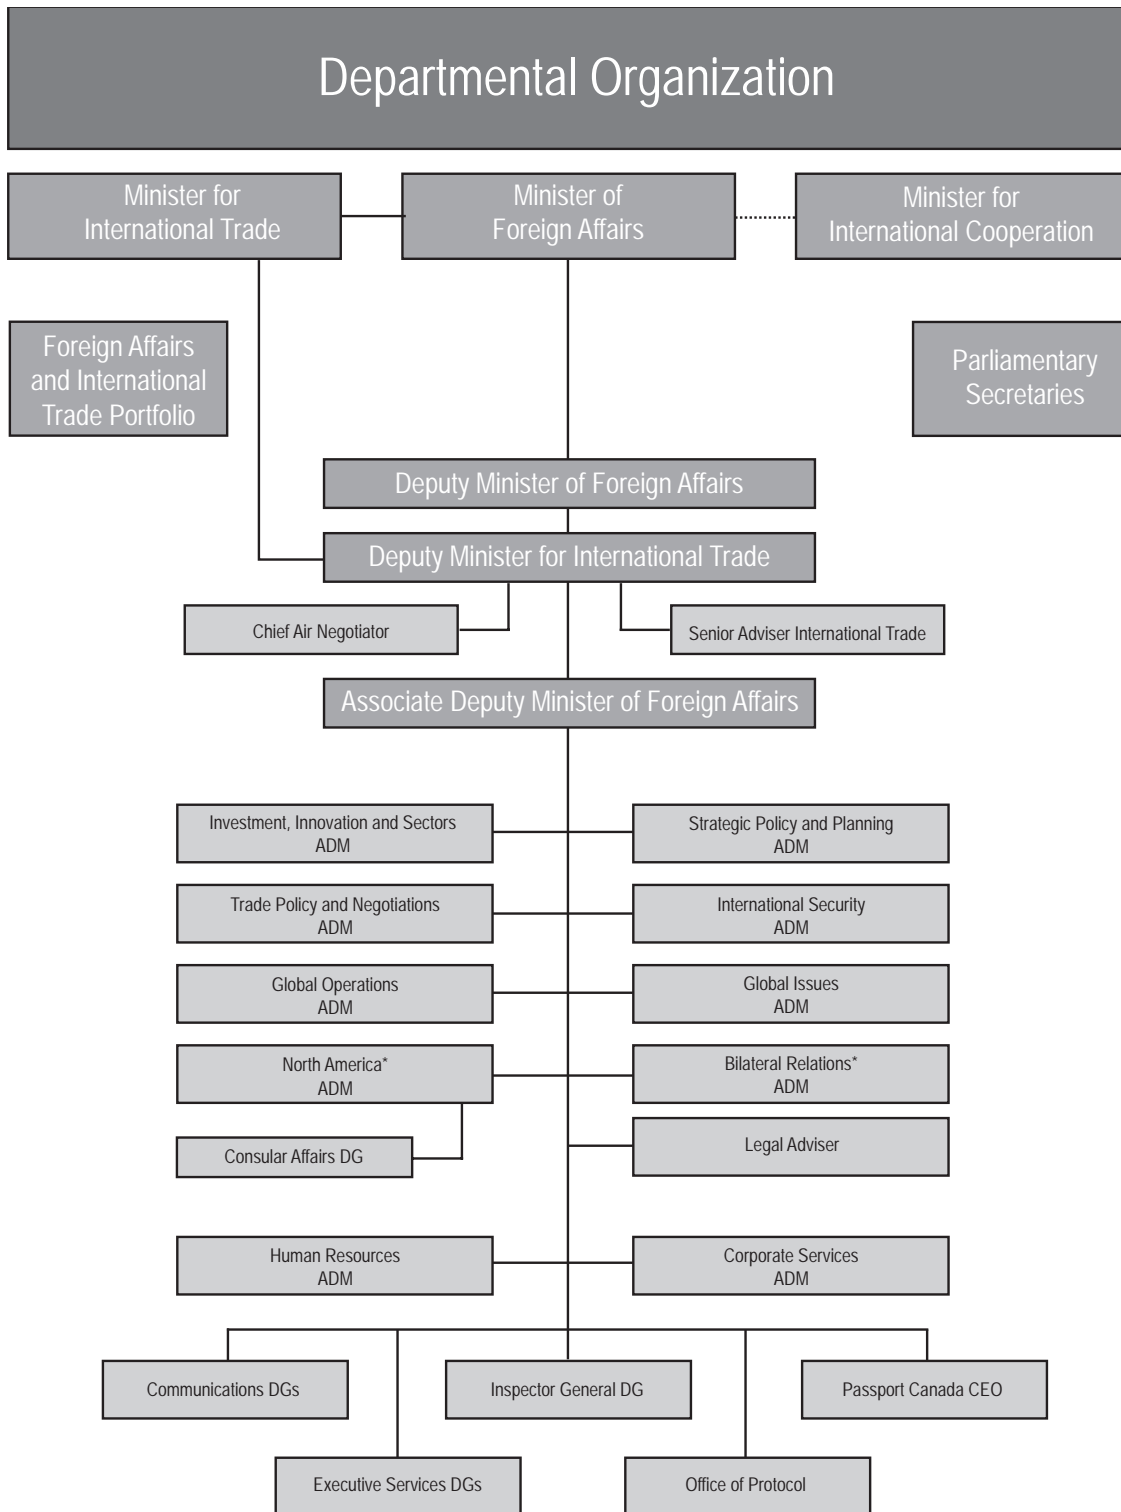 Departmental Organization
Minister for
International Trade
Minister of
Foreign Affairs
Minister for
International Cooperation
Foreign Affairs
and International
Trade Portfolio
Parliamentary
Secretaries
Deputy Minister of Foreign Affairs
Deputy Minister for International Trade
Chief Air Negotiator
Senior Adviser International Trade
Associate Deputy Minister of Foreign Affairs
Investment, Innovation and Sectors
ADM
Strategic Policy and Planning
ADM
Trade Policy and Negotiations
ADM
International Security
ADM
Global Operations
ADM
Global Issues
ADM
North America*
ADM
Bilateral Relations*
ADM
Consular Affairs DG
Legal Adviser
Human Resources
ADM
Corporate Services
ADM
Communications DGs
Inspector General DG
Passport Canada CEO
Executive Services DGs
Office of Protocol